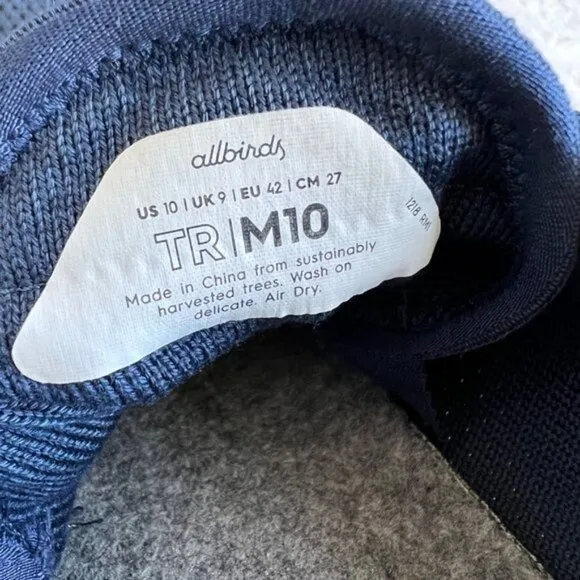 allbirds
US 10 | UK 9 | EU 42 | CM 27
TR|M10
Made in China from sustainably
harvested trees. Wash on
delicate. Air Dry.
1218 RML